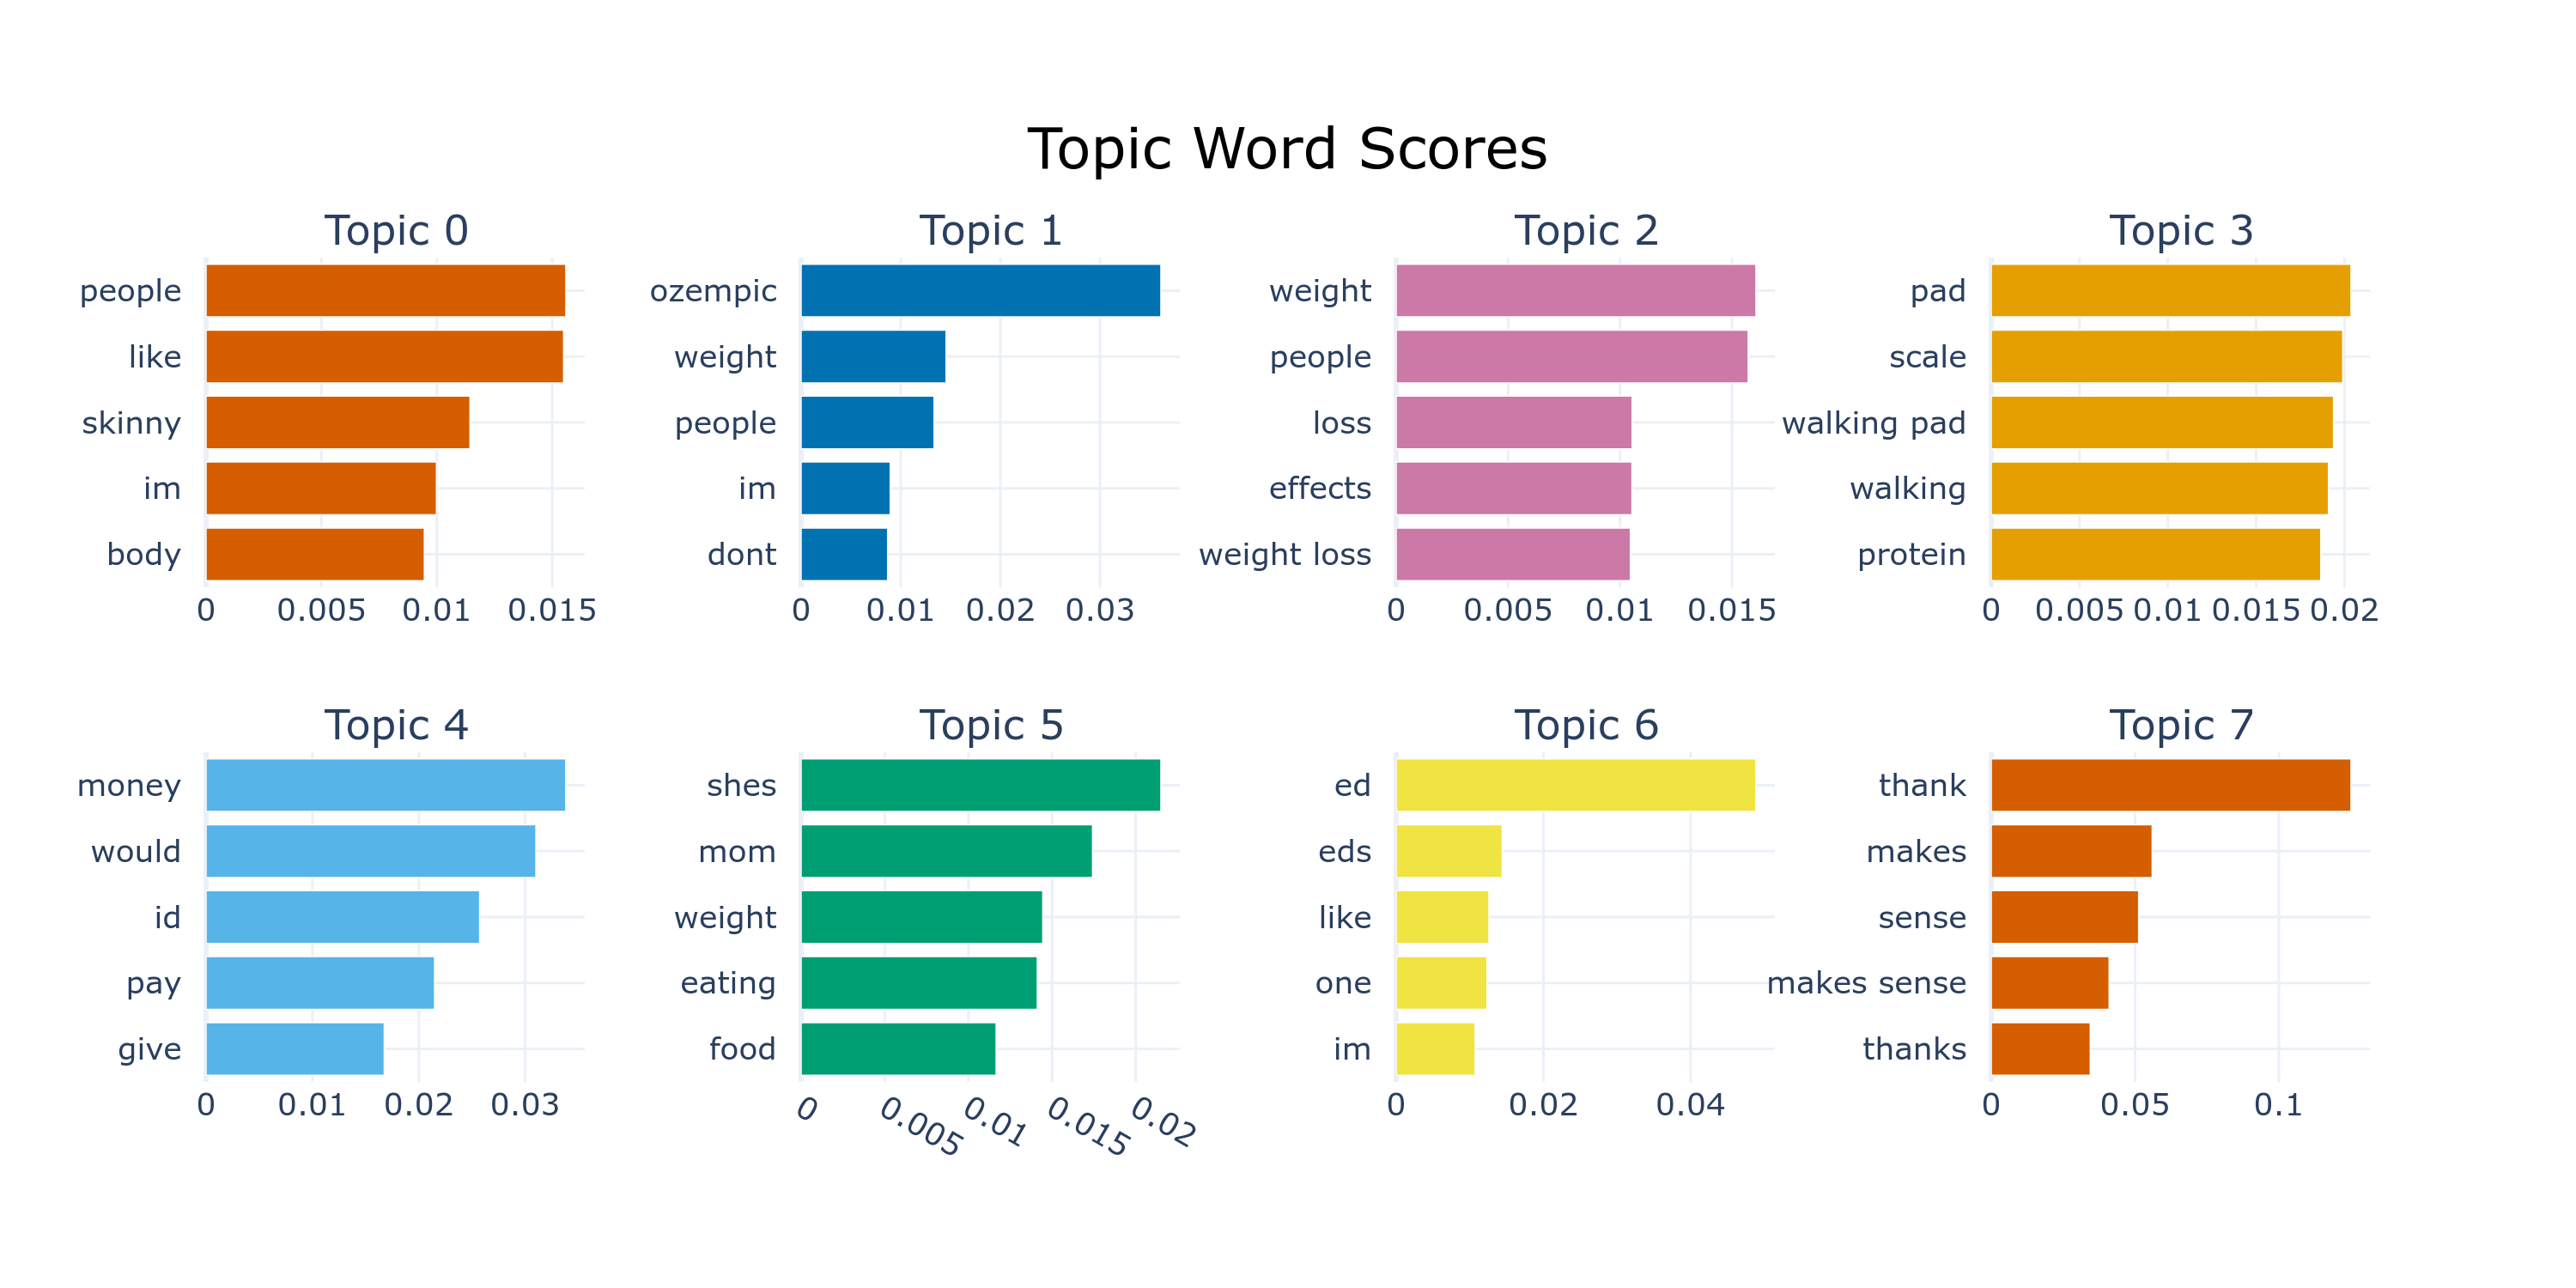 Topic Word Scores
Topic 0
people
like
skinny
im
body
0 0.005 0.01 0.015
Topic 1
ozempic
weight
people
im
dont
0 0.01 0.02 0.03
Topic 2
weight
people
loss
effects
weight loss
0 0.005 0.01 0.015
Topic 3
pad
scale
walking pad
walking
protein
0 0.005 0.01 0.015 0.02
Topic 4
money
would
id
pay
give
0 0.01 0.02 0.03
Topic 5
shes
mom
weight
eating
food
0 0.005 0.01 0.015 0.02
Topic 6
ed
eds
like
one
im
0 0.02 0.04
Topic 7
thank
makes
sense
makes sense
thanks
0 0.05 0.1